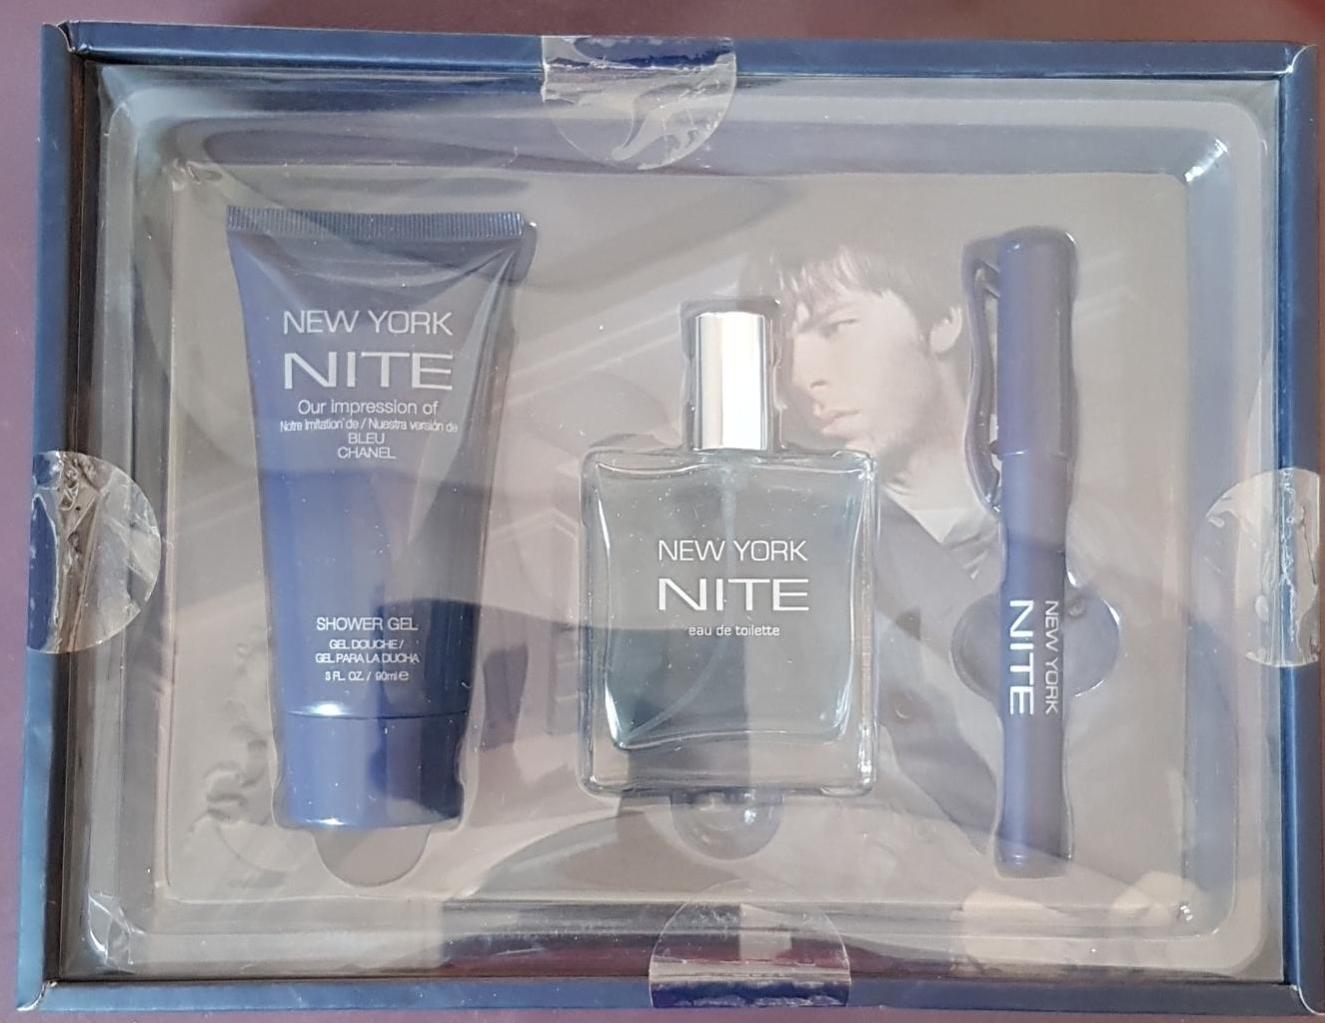 NEW YORK
NITE
Our impression of
Notre Imitation de / Nuestra versión de
BLEU
CHANEL
SHOWER GEL
GEL DOUCHE /
GEL PARA LA DUCHA
3 FL. OZ. / 90ml e
NEW YORK
NITE
eau de toilette
NEW YORK
NITE